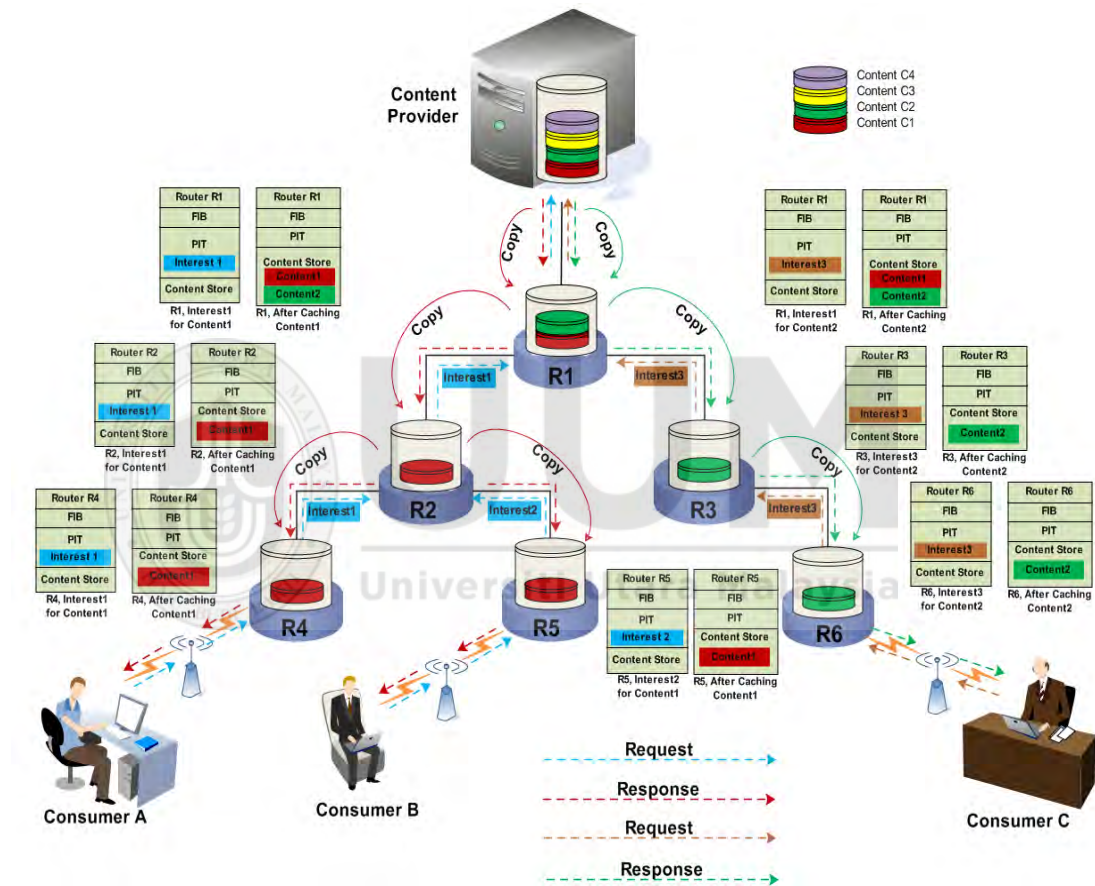 Content
Provider
Content C4
Content C3
Content C2
Content C1
Router R1
FIB
PIT
Interest 1
Content Store
R1, Interest1
for Content1
Router R1
FIB
PIT
Content Store
Content1
Content2
R1, After Caching
Content1
Copy
Copy
Router R1
FIB
PIT
Interest3
Content Store
R1, Interest1
for Content2
Router R1
FIB
PIT
Content Store
Content1
Content2
R1, After Caching
Content2
Copy
Copy
R1
Interest1
Interest3
Router R2
FIB
PIT
Interest 1
Content Store
R2, Interest1
for Content1
Router R2
FIB
PIT
Content Store
Content1
R2, After Caching
Content1
Router R3
FIB
PIT
Interest 3
Content Store
R3, Interest3
for Content2
Router R3
FIB
PIT
Content Store
Content2
R3, After Caching
Content2
UUM
Copy
Copy
Copy
R2
R3
Interest1
Interest2
Interest3
Router R4
FIB
PIT
Interest 1
Content Store
R4, Interest1
for Content1
Router R4
FIB
PIT
Content Store
Content1
R4, After Caching
Content1
Router R6
FIB
PIT
Interest3
Content Store
R6, Interest3
for Content2
Router R6
FIB
PIT
Content Store
Content2
R6, After Caching
Content2
Universiti Utara Malaysia
R4
R5
R6
Router R5
FIB
PIT
Interest 2
Content Store
R5, Interest2
for Content1
Router R5
FIB
PIT
Content Store
Content1
R5, After Caching
Content1
Consumer A
Consumer B
Consumer C
Request
Response
Request
Response